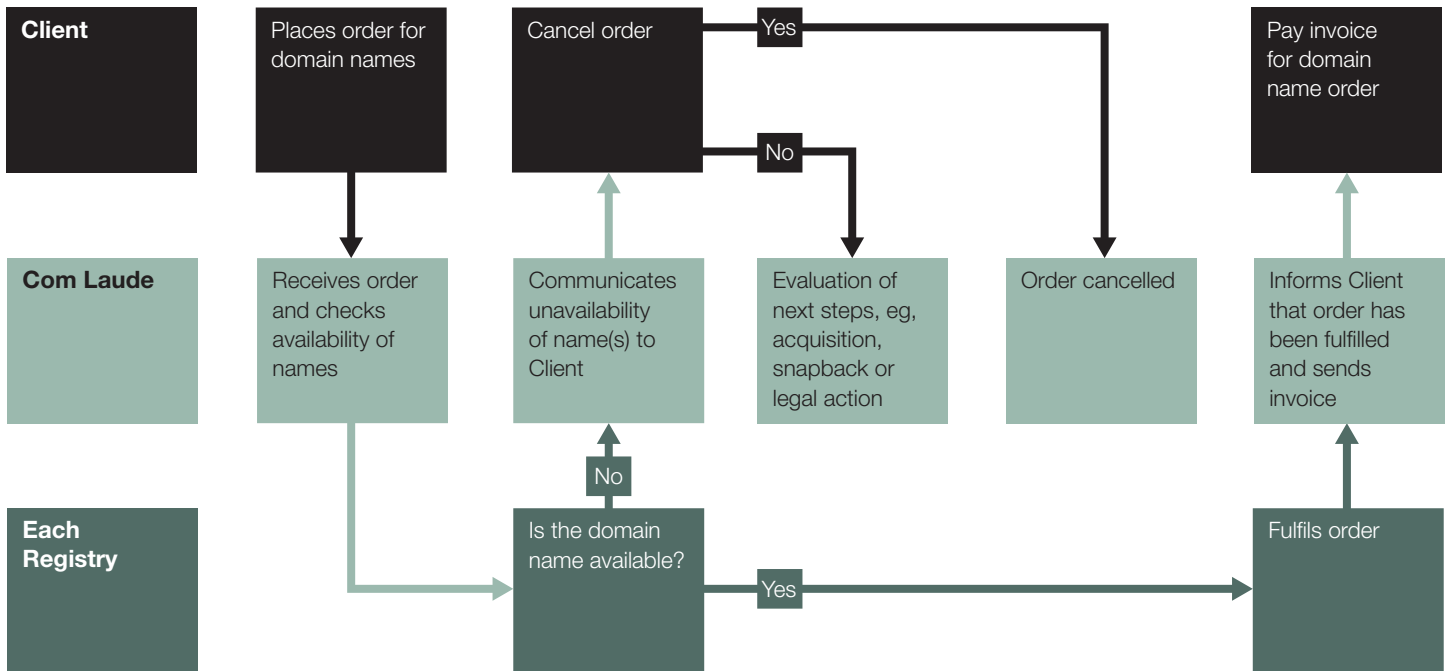 Client
Places order for
domain names
Cancel order
Yes
No
Pay invoice
for domain
name order
Com Laude
Receives order
and checks
availability of
names
Communicates
unavailability
of name(s) to
Client
Evaluation of
next steps, eg,
acquisition,
snapback or
legal action
Order cancelled
Informs Client
that order has
been fulfilled
and sends
invoice
No
Each
Registry
Is the domain
name available?
Yes
Fulfils order